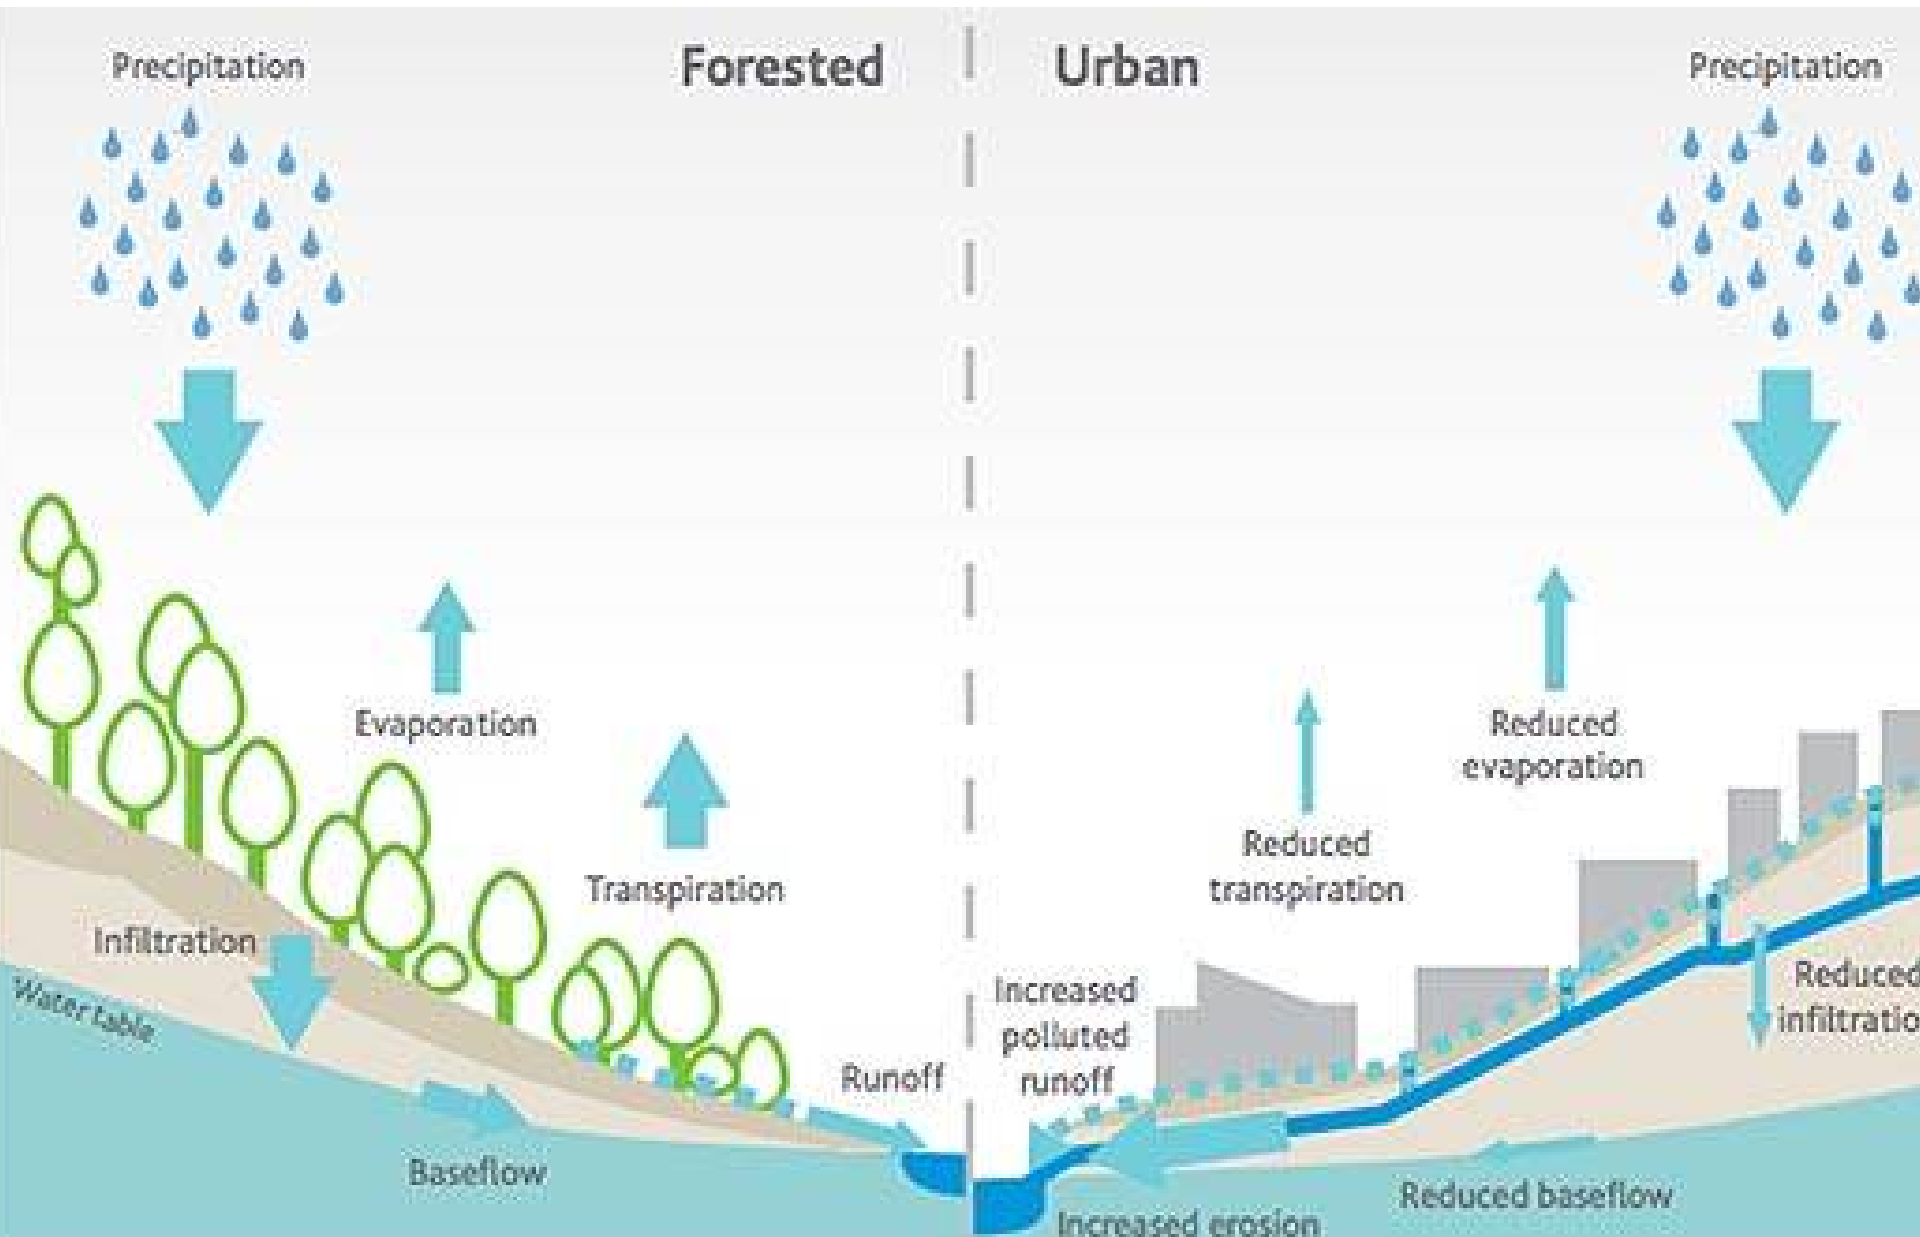 Forested
Precipitation
Evaporation
Transpiration
Infiltration
Water table
Runoff
Baseflow
Urban
Precipitation
Reduced
evaporation
Reduced
transpiration
Increased
polluted
runoff
Reduced
infiltratio
Reduced baseflow
Increased erosion